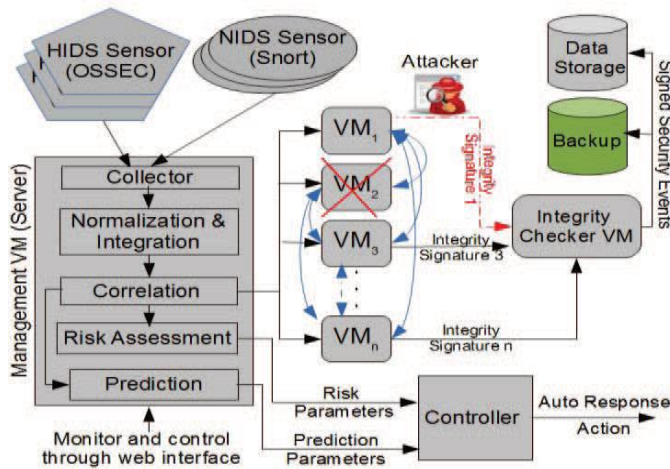 HIDS Sensor
(OSSEC)
NIDS Sensor
(Snort)
Attacker
Data
Storage
Backup
Signed Security Events
Management VM (Server)
Collector
Normalization &
Integration
Correlation
Risk Assessment
Prediction
VM1
VM2
VM3
VMn
Integrity
Signature 1
Integrity
Signature 3
Integrity
Signature n
Integrity
Checker VM
Risk
Parameters
Prediction
Parameters
Controller
Auto Response
Action
Monitor and control
through web interface